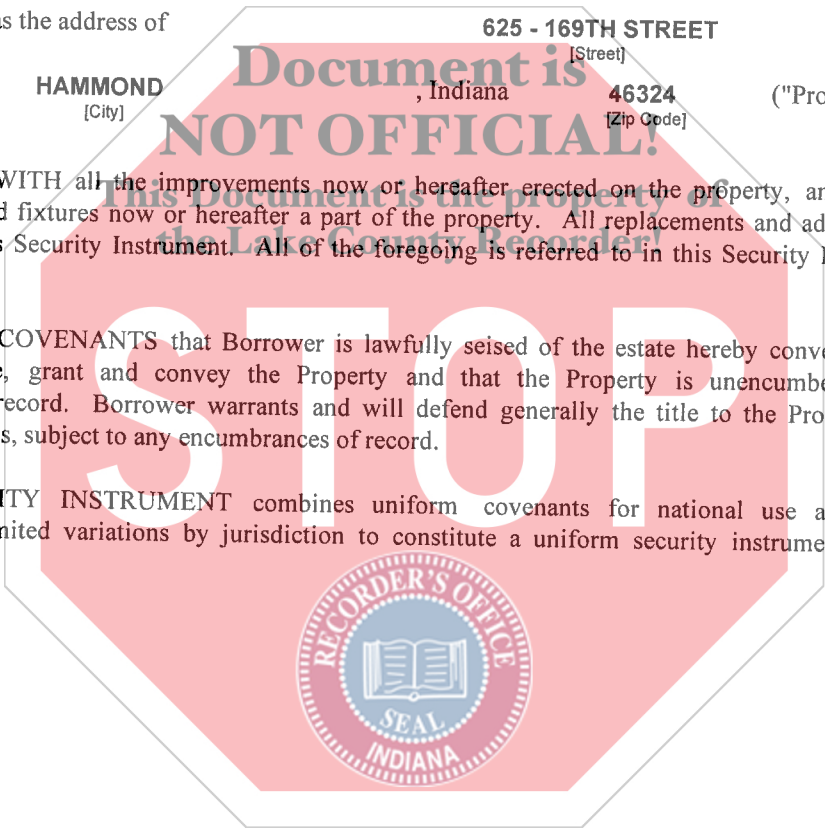 as the address of
625 - 169TH STREET
[Street]
Document is
HAMMOND , Indiana 46324 ("Pro
[City] [Zip Code]
NOT OFFICIAL!
WITH all the improvements now or hereafter erected on the property, an
This Document is the property of
d fixtures now or hereafter a part of the property. All replacements and ad
the Lake County Recorder!
s Security Instrument. All of the foregoing is referred to in this Security I
STOP
COVENANTS that Borrower is lawfully seised of the estate hereby conve
e, grant and convey the Property and that the Property is unencumbe
record. Borrower warrants and will defend generally the title to the Pro
s, subject to any encumbrances of record.
ITY INSTRUMENT combines uniform covenants for national use a
mited variations by jurisdiction to constitute a uniform security instrume
RECORDER'S OFFICE
SEAL
INDIANA